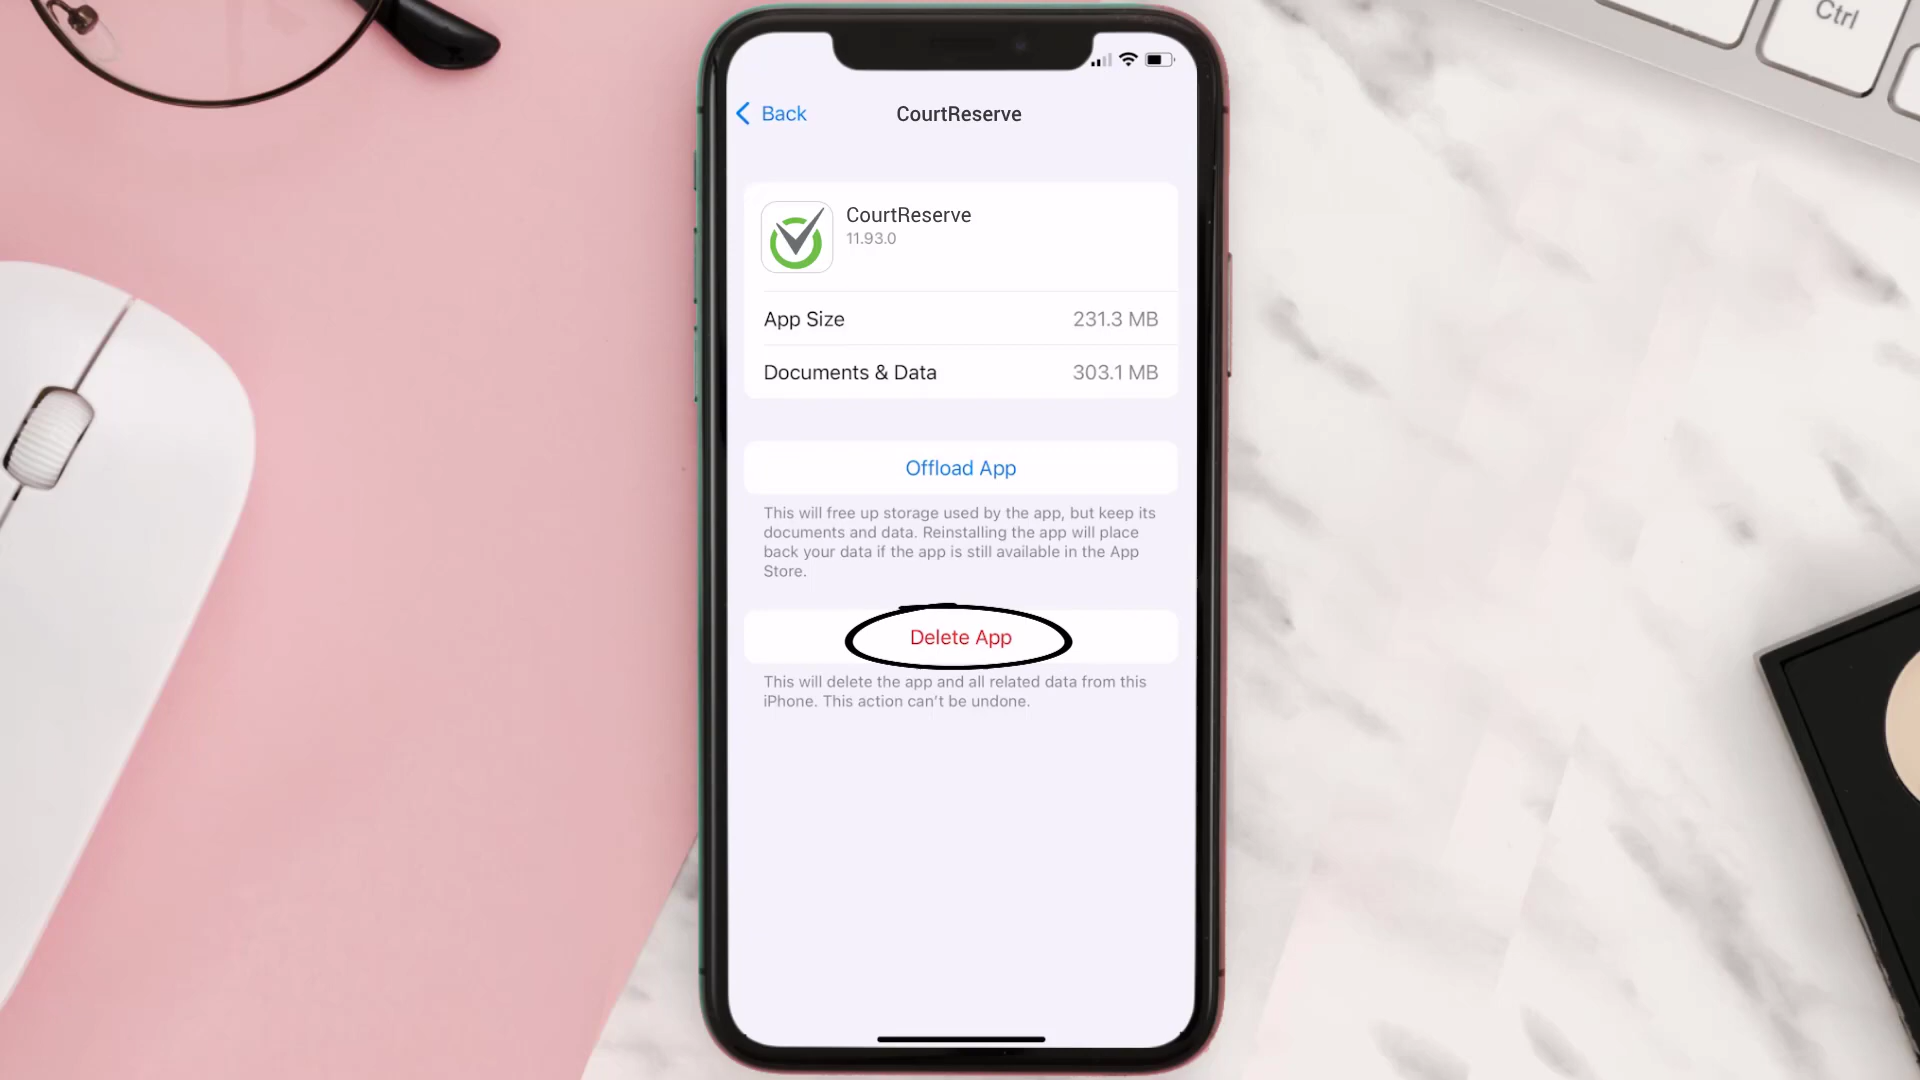 Ctrl
Back
CourtReserve
CourtReserve
11.93.0
App Size 231.3 MB
Documents & Data 303.1 MB
Offload App
This will free up storage used by the app, but keep its
documents and data. Reinstalling the app will place
back your data if the app is still available in the App
Store.
Delete App
This will delete the app and all related data from this
iPhone. This action can't be undone.